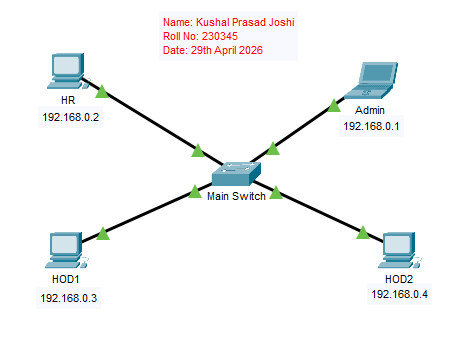 Name: Kushal Prasad Joshi
Roll No: 230345
Date: 29th April 2026
HR
192.168.0.2
Admin
192.168.0.1
Main Switch
HOD1
192.168.0.3
HOD2
192.168.0.4